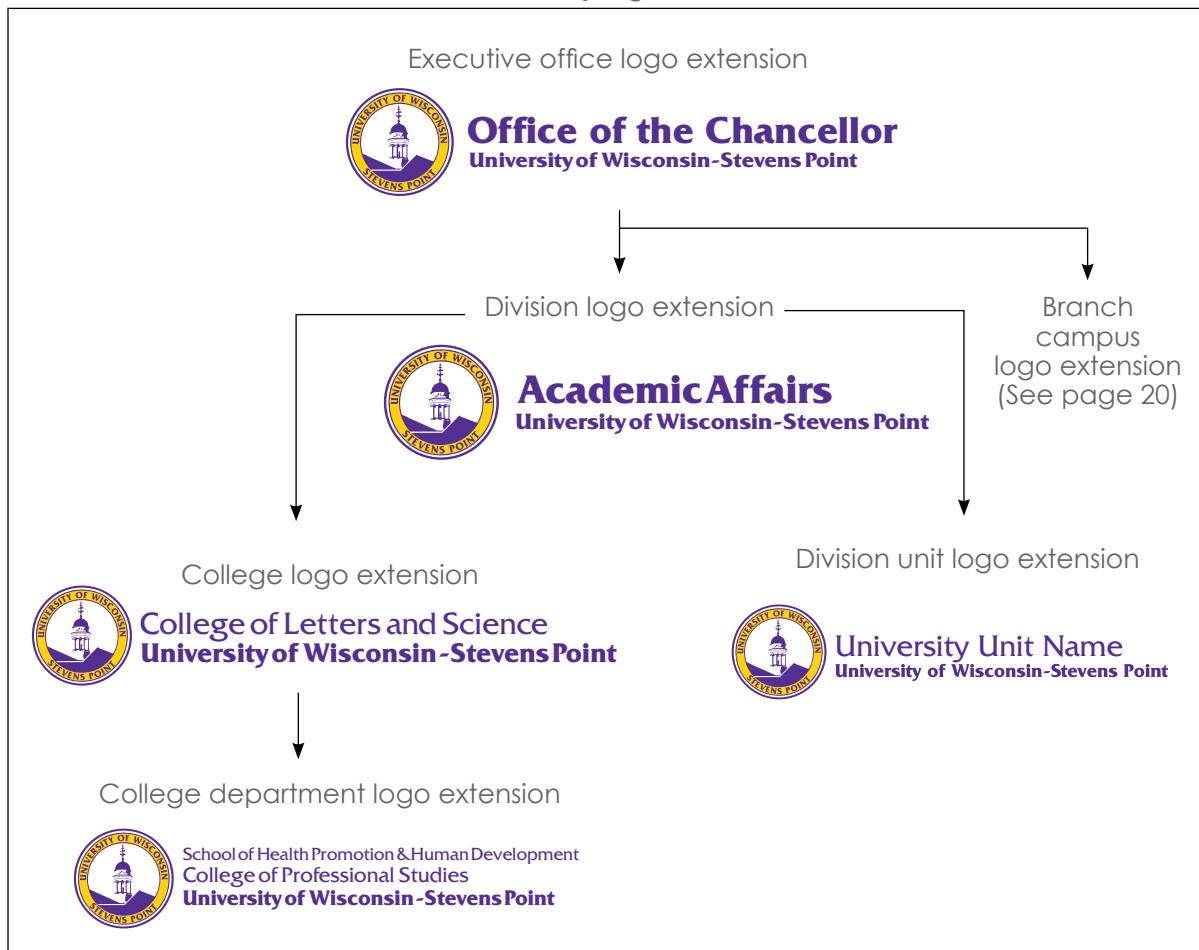 Executive office logo extension
UNIVERSITY OF WISCONSIN
STEVENS POINT
Office of the Chancellor
University of Wisconsin-Stevens Point
Division logo extension
UNIVERSITY OF WISCONSIN
STEVENS POINT
Academic Affairs
University of Wisconsin-Stevens Point
Branch
campus
logo extension
(See page 20)
College logo extension
UNIVERSITY OF WISCONSIN
STEVENS POINT
College of Letters and Science
University of Wisconsin-Stevens Point
Division unit logo extension
UNIVERSITY OF WISCONSIN
STEVENS POINT
University Unit Name
University of Wisconsin-Stevens Point
College department logo extension
UNIVERSITY OF WISCONSIN
STEVENS POINT
School of Health Promotion & Human Development
College of Professional Studies
University of Wisconsin-Stevens Point